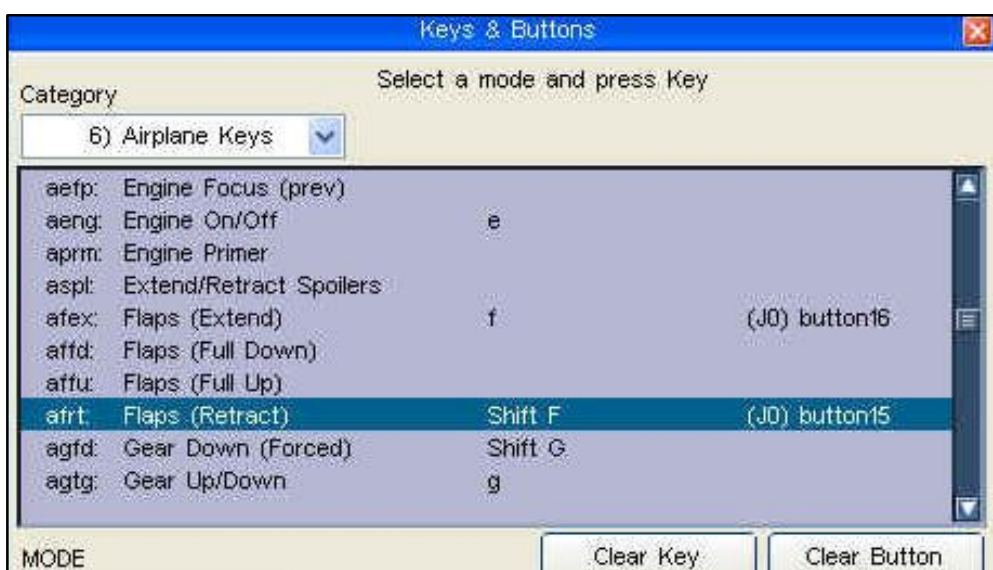 Keys & Buttons
Select a mode and press Key
Category
6) Airplane Keys
aefp: Engine Focus (prev)
aeng: Engine On/Off e
aprm: Engine Primer
aspl: Extend/Retract Spoilers
afex: Flaps (Extend) f (J0) button16
affd: Flaps (Full Down)
affu: Flaps (Full Up)
afrt: Flaps (Retract) Shift F (J0) button15
agfd: Gear Down (Forced) Shift G
agtg: Gear Up/Down g
MODE Clear Key Clear Button